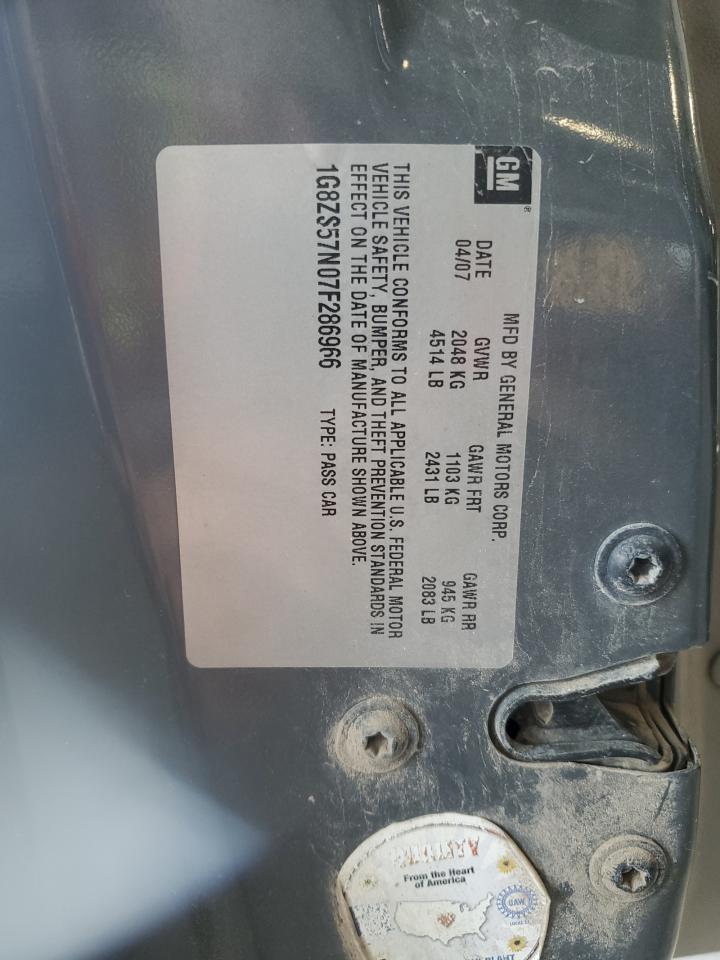 GM®
MFD BY GENERAL MOTORS CORP.
DATE GVWR GAWR FRT GAWR RR
04/07 2048 KG 1103 KG 945 KG
4514 LB 2431 LB 2083 LB
THIS VEHICLE CONFORMS TO ALL APPLICABLE U.S. FEDERAL MOTOR
VEHICLE SAFETY, BUMPER, AND THEFT PREVENTION STANDARDS IN
EFFECT ON THE DATE OF MANUFACTURE SHOWN ABOVE.
1G8ZS57N07F286966 TYPE: PASS CAR
From the Heart
of America
UAW
PLANT